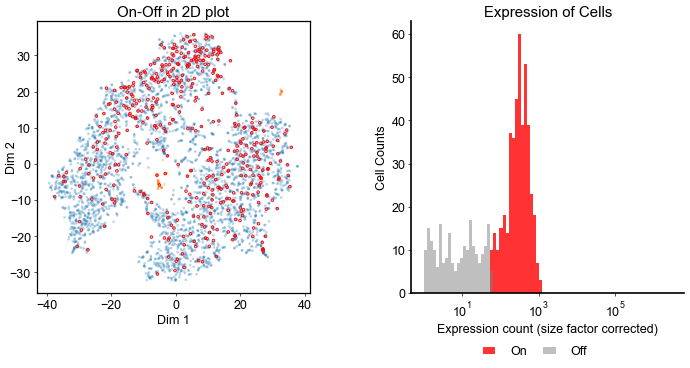 On-Off in 2D plot
Expression of Cells
Dim 2
30
20
10
0
−10
−20
−30
−40 −20 0 20 40
Dim 1
Cell Counts
60
50
40
30
20
10
0
10^1 10^3 10^5
Expression count (size factor corrected)
On Off